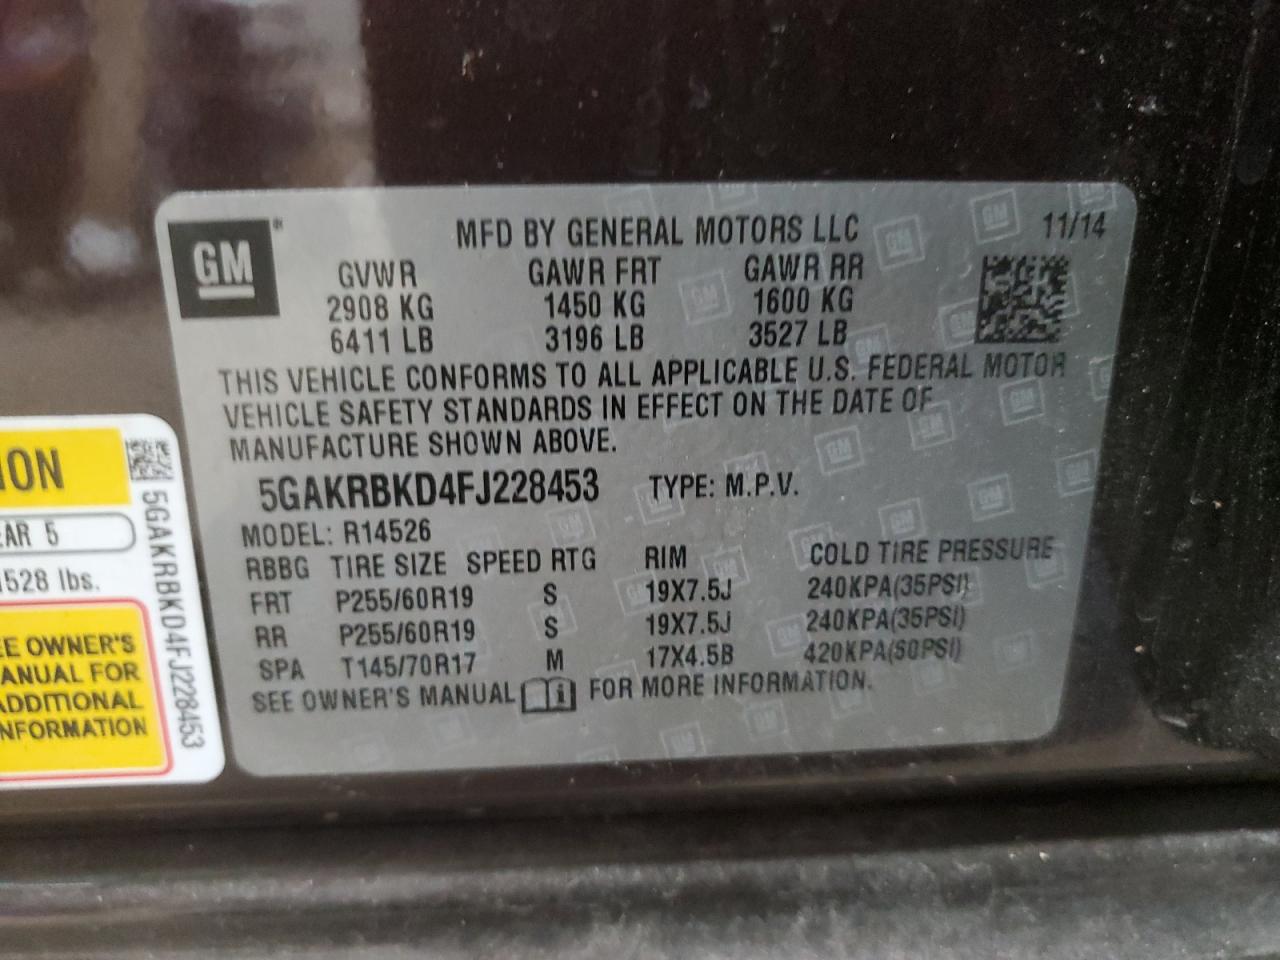 GM
MFD BY GENERAL MOTORS LLC 11/14
GVWR GAWR FRT GAWR RR
2908 KG 1450 KG 1600 KG
6411 LB 3196 LB 3527 LB
THIS VEHICLE CONFORMS TO ALL APPLICABLE U.S. FEDERAL MOTOR
VEHICLE SAFETY STANDARDS IN EFFECT ON THE DATE OF
MANUFACTURE SHOWN ABOVE.
5GAKRBKD4FJ228453 TYPE: M.P.V.
MODEL: R14526
RBBG TIRE SIZE SPEED RTG RIM COLD TIRE PRESSURE
FRT P255/60R19 S 19X7.5J 240KPA(35PSI)
RR P255/60R19 S 19X7.5J 240KPA(35PSI)
SPA T145/70R17 M 17X4.5B 420KPA(60PSI)
SEE OWNER'S MANUAL FOR MORE INFORMATION.
ION
EAR 5
1528 lbs.
EE OWNER'S
ANUAL FOR
ADDITIONAL
NFORMATION
5GAKRBKD4FJ228453